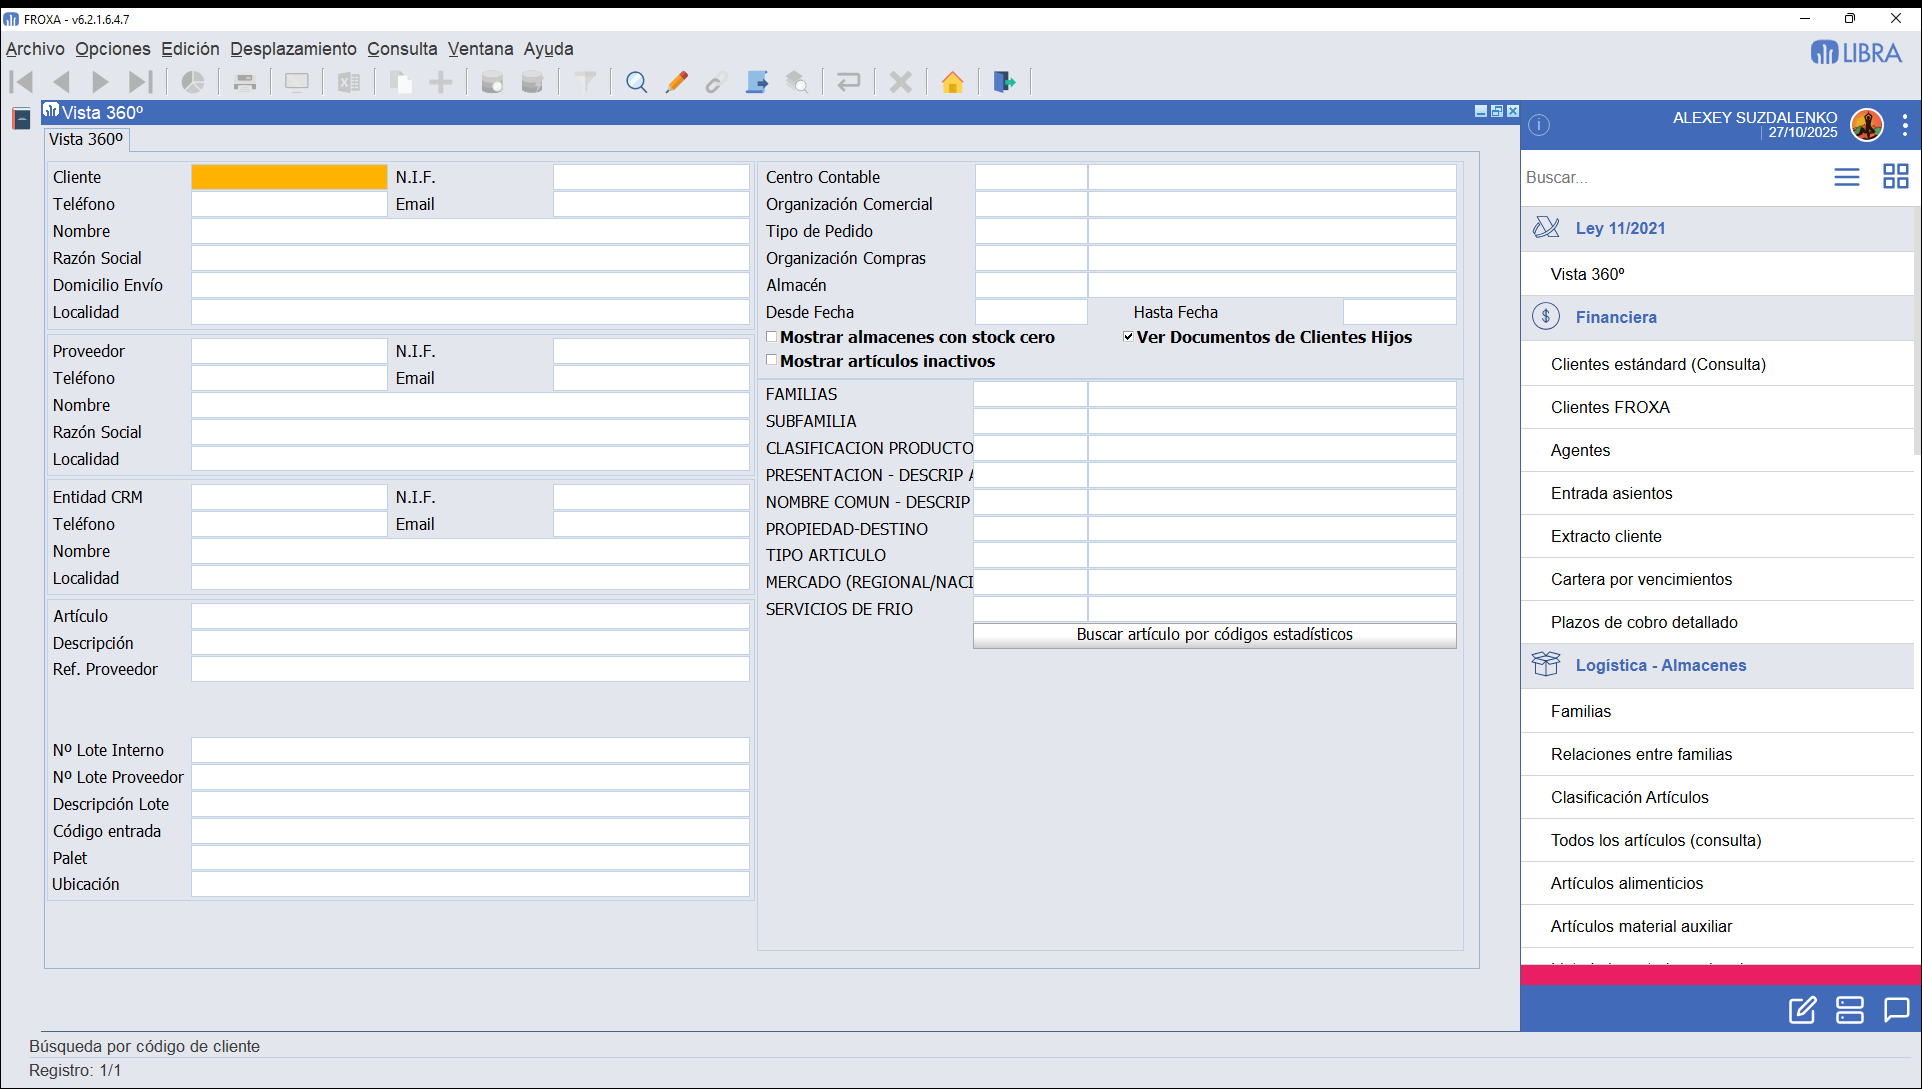 FROXA - v6.2.1.6.4.7
Archivo Opciones Edición Desplazamiento Consulta Ventana Ayuda
LIBRA
Vista 360º
Vista 360º
Cliente N.I.F.
Teléfono Email
Nombre
Razón Social
Domicilio Envío
Localidad
Proveedor N.I.F.
Teléfono Email
Nombre
Razón Social
Localidad
Entidad CRM N.I.F.
Teléfono Email
Nombre
Localidad
Artículo
Descripción
Ref. Proveedor
Nº Lote Interno
Nº Lote Proveedor
Descripción Lote
Código entrada
Palet
Ubicación
Centro Contable
Organización Comercial
Tipo de Pedido
Organización Compras
Almacén
Desde Fecha Hasta Fecha
Mostrar almacenes con stock cero Ver Documentos de Clientes Hijos
Mostrar artículos inactivos
FAMILIAS
SUBFAMILIA
CLASIFICACION PRODUCTO
PRESENTACION - DESCRIP
NOMBRE COMUN - DESCRIP
PROPIEDAD-DESTINO
TIPO ARTICULO
MERCADO (REGIONAL/NACI
SERVICIOS DE FRIO
Buscar artículo por códigos estadísticos
ALEXEY SUZDALENKO
27/10/2025
Buscar...
Ley 11/2021
Vista 360º
Financiera
Clientes estándard (Consulta)
Clientes FROXA
Agentes
Entrada asientos
Extracto cliente
Cartera por vencimientos
Plazos de cobro detallado
Logística - Almacenes
Familias
Relaciones entre familias
Clasificación Artículos
Todos los artículos (consulta)
Artículos alimenticios
Artículos material auxiliar
Búsqueda por código de cliente
Registro: 1/1